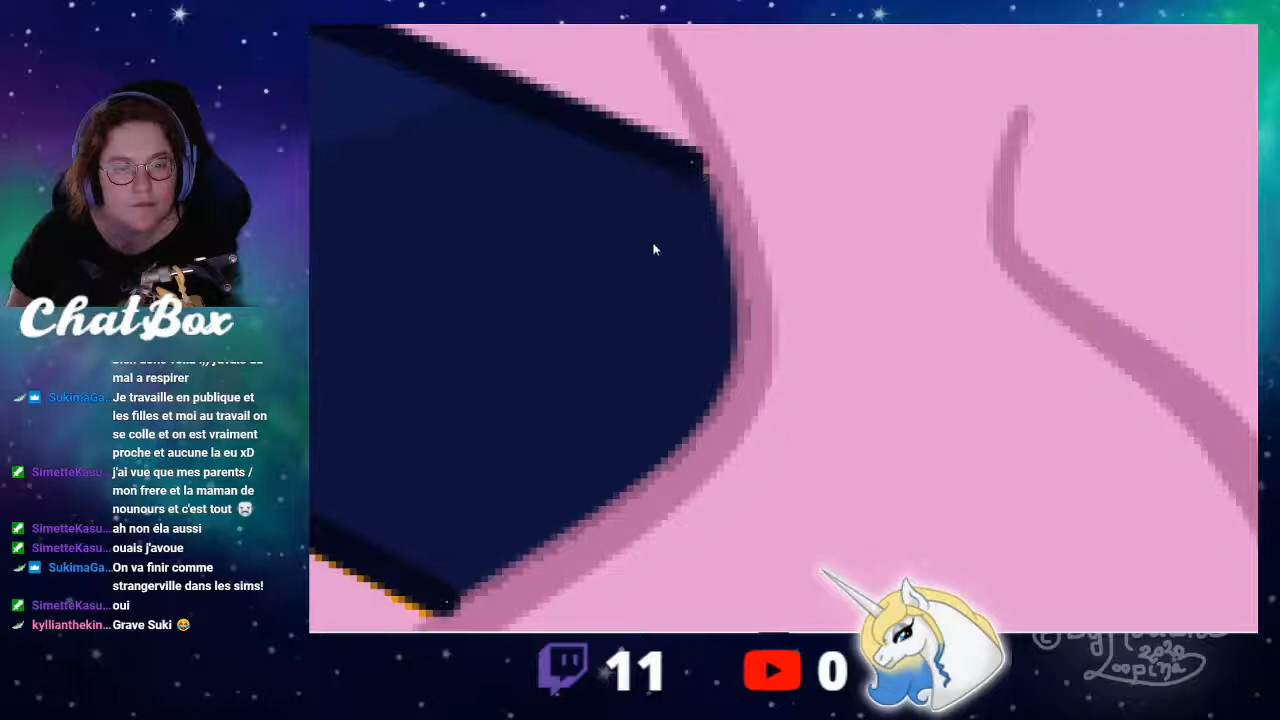 ChatBox
mal a respirer
SukimaGa... Je travaille en publique et
les filles et moi au travail on
se colle et on est vraiment
proche et aucune la eu xD
SimetteKasu... j'ai vue que mes parents /
mon frere et la maman de
nounours et c'est tout
SimetteKasu... ah non éla aussi
SimetteKasu... ouais j'avoue
SukimaGa... On va finir comme
strangerville dans les sims!
SimetteKasu... oui
kyllianthekin... Grave Suki 😂
11
0
©
2020
Loopina